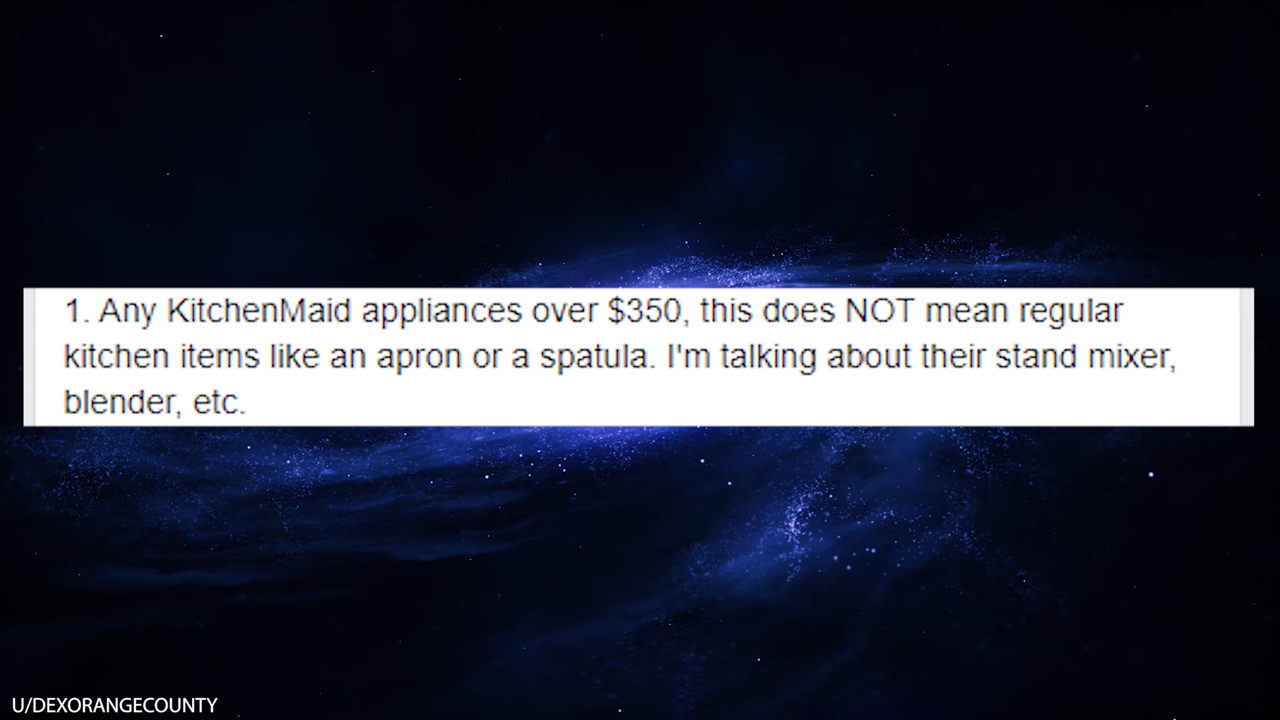 1. Any KitchenMaid appliances over $350, this does NOT mean regular
kitchen items like an apron or a spatula. I'm talking about their stand mixer,
blender, etc.
U/DEXORANGECOUNTY